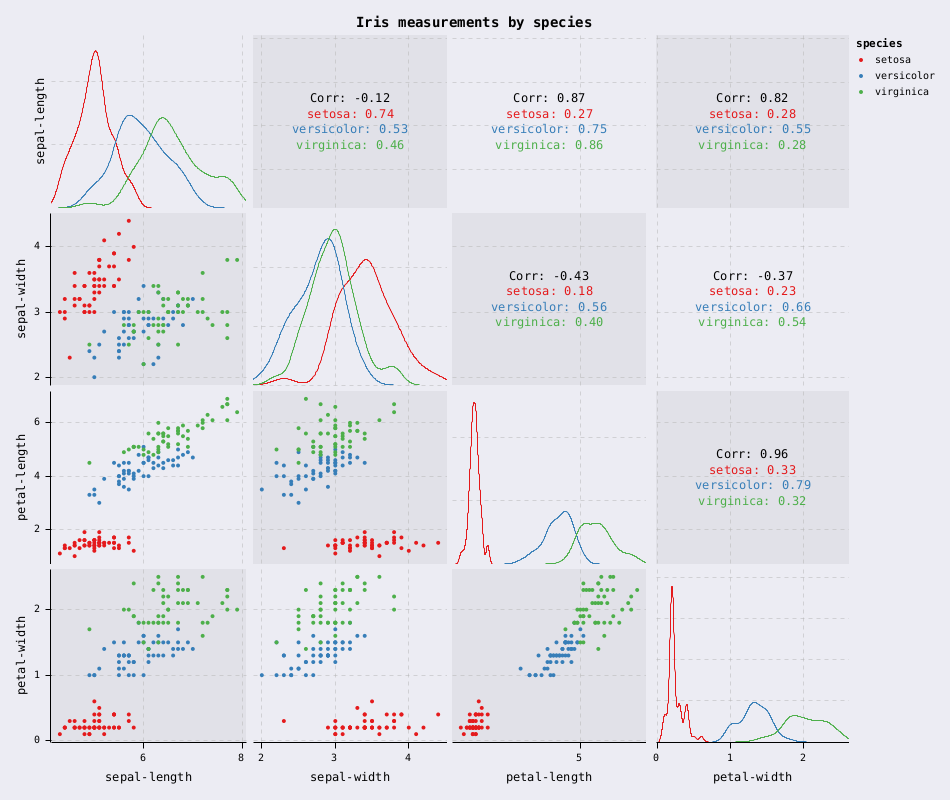 Iris measurements by species
species
setosa
versicolor
virginica
sepal-length
Corr: -0.12
setosa: 0.74
versicolor: 0.53
virginica: 0.46
Corr: 0.87
setosa: 0.27
versicolor: 0.75
virginica: 0.86
Corr: 0.82
setosa: 0.28
versicolor: 0.55
virginica: 0.28
sepal-width
4
3
2
Corr: -0.43
setosa: 0.18
versicolor: 0.56
virginica: 0.40
Corr: -0.37
setosa: 0.23
versicolor: 0.66
virginica: 0.54
petal-length
6
4
2
Corr: 0.96
setosa: 0.33
versicolor: 0.79
virginica: 0.32
petal-width
2
1
0
6 8
2 3 4
5
0 1 2
sepal-length
sepal-width
petal-length
petal-width